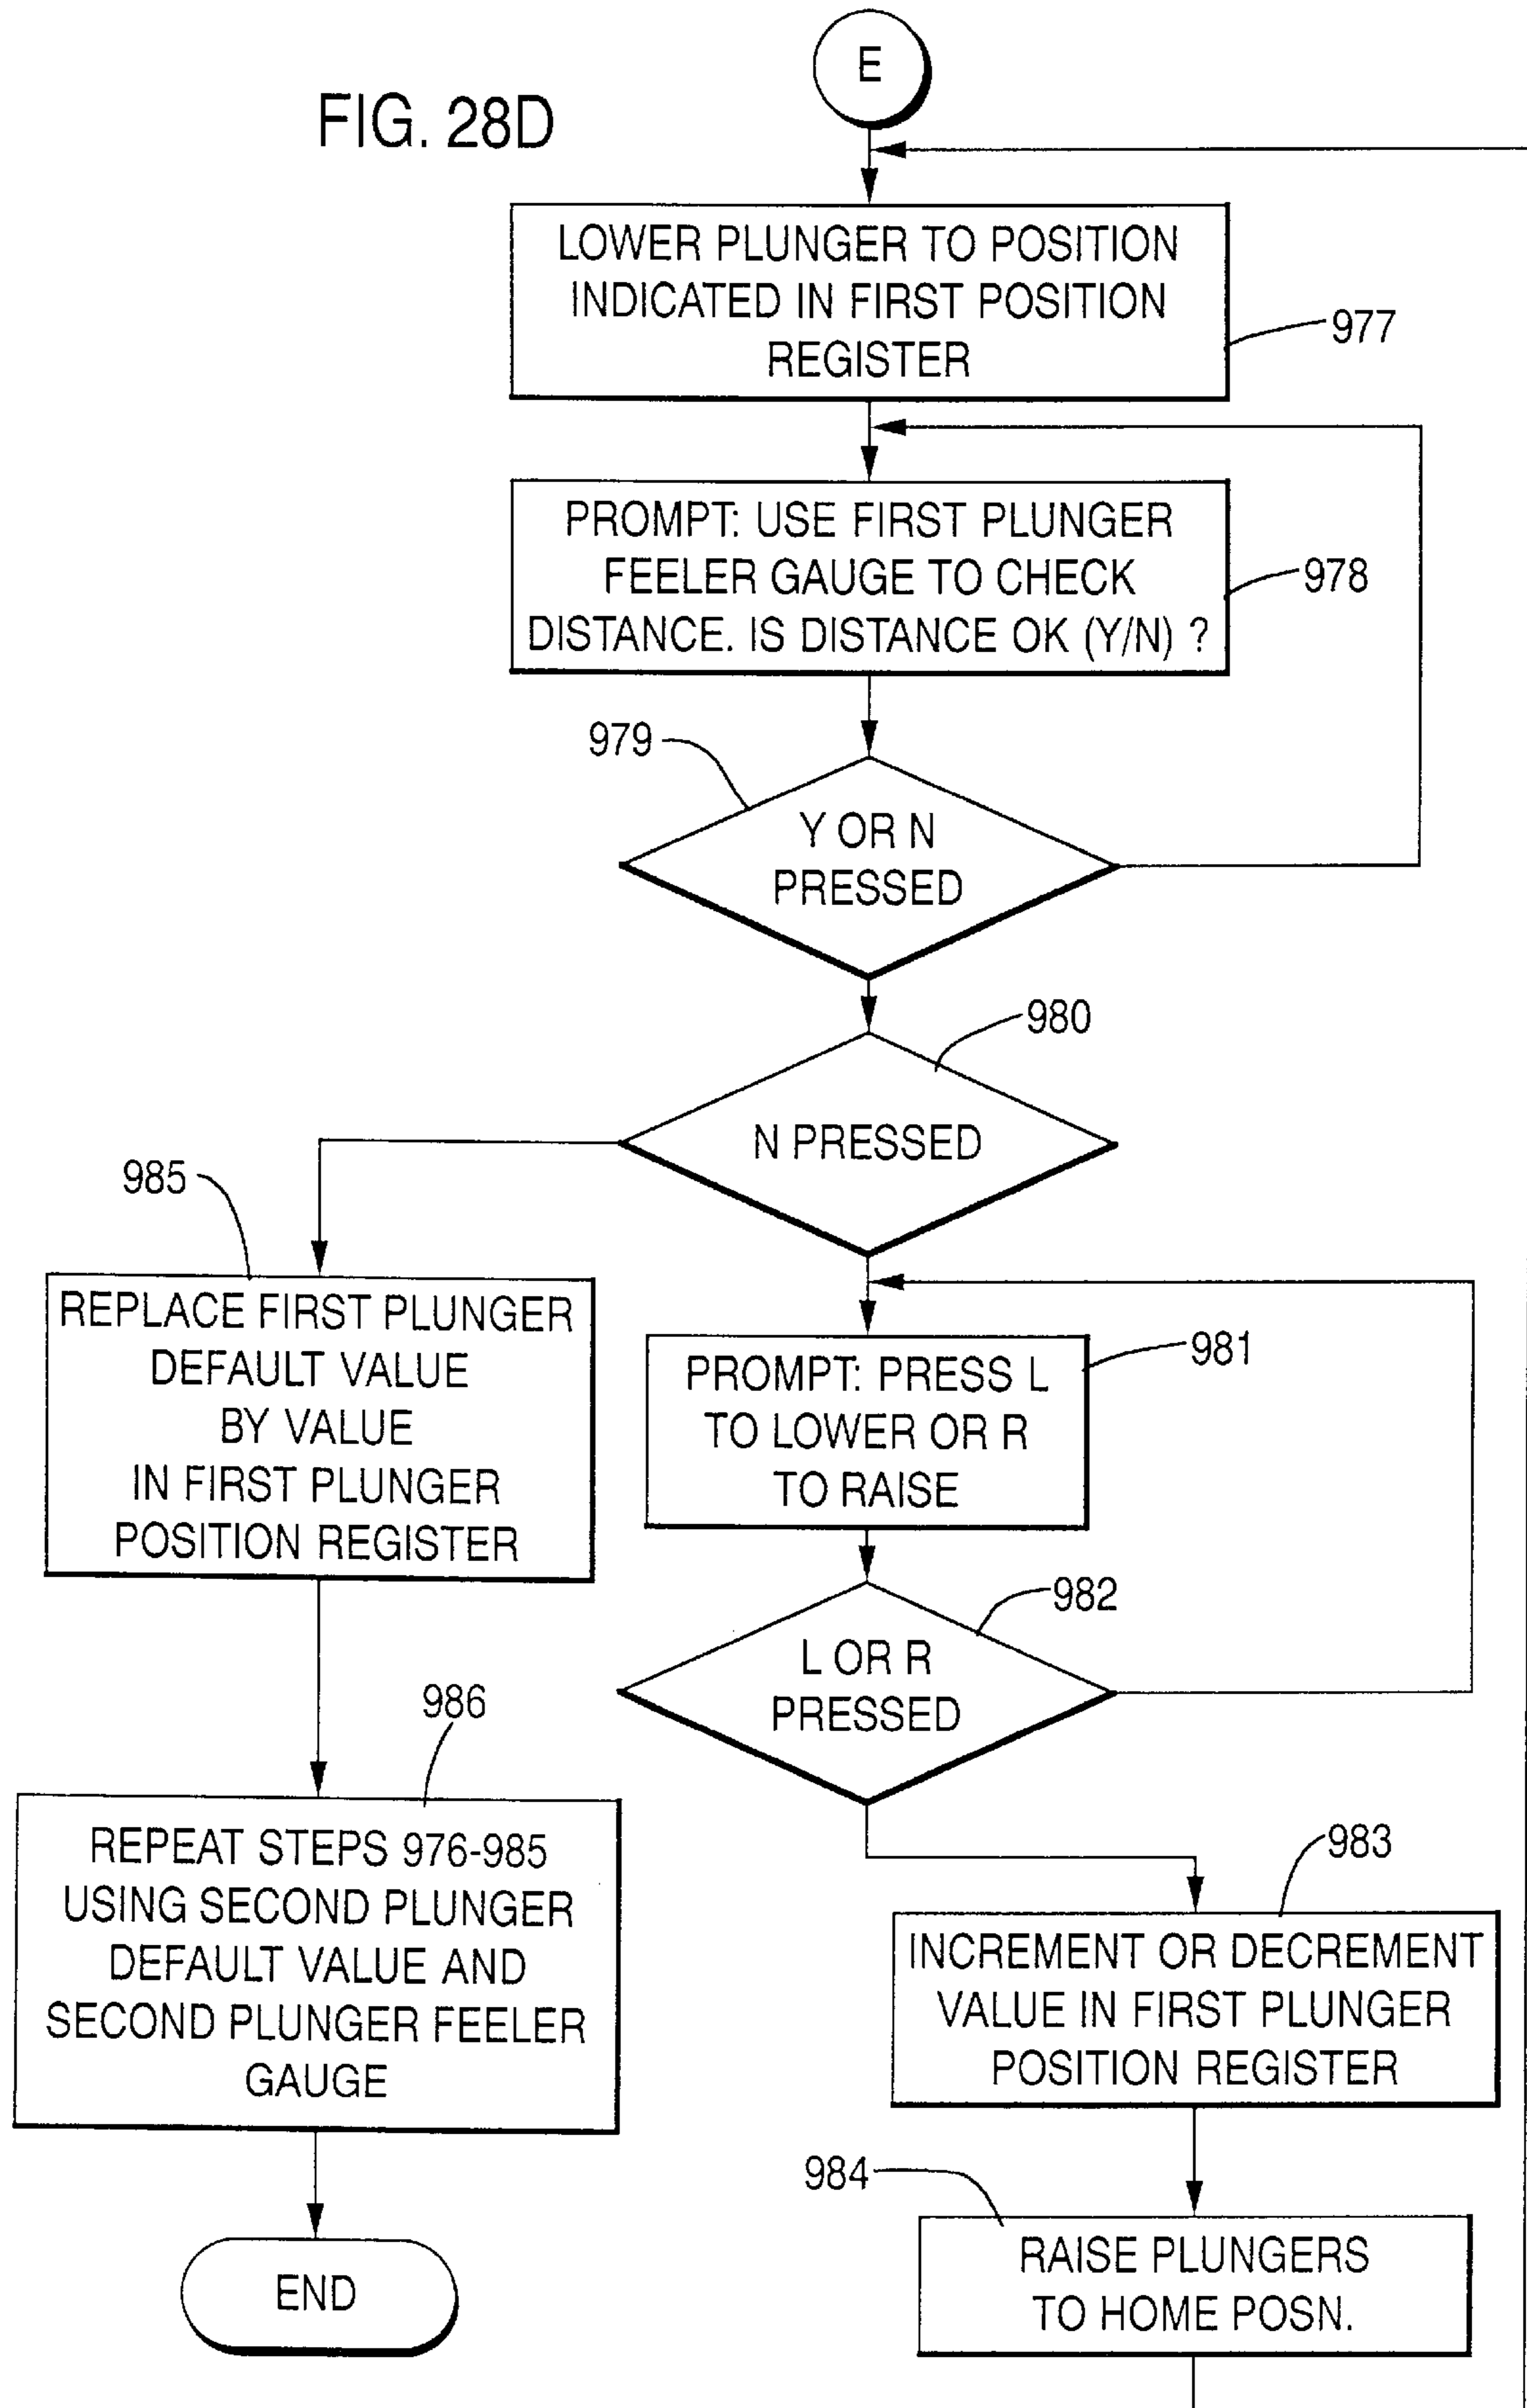 E
FIG. 28D
LOWER PLUNGER TO POSITION
INDICATED IN FIRST POSITION
REGISTER
977
PROMPT: USE FIRST PLUNGER
FEELER GAUGE TO CHECK
DISTANCE. IS DISTANCE OK (Y/N) ?
978
979
Y OR N
PRESSED
980
N PRESSED
985
REPLACE FIRST PLUNGER
DEFAULT VALUE
BY VALUE
IN FIRST PLUNGER
POSITION REGISTER
981
PROMPT: PRESS L
TO LOWER OR R
TO RAISE
982
L OR R
PRESSED
986
REPEAT STEPS 976-985
USING SECOND PLUNGER
DEFAULT VALUE AND
SECOND PLUNGER FEELER
GAUGE
983
INCREMENT OR DECREMENT
VALUE IN FIRST PLUNGER
POSITION REGISTER
984
RAISE PLUNGERS
TO HOME POSN.
END